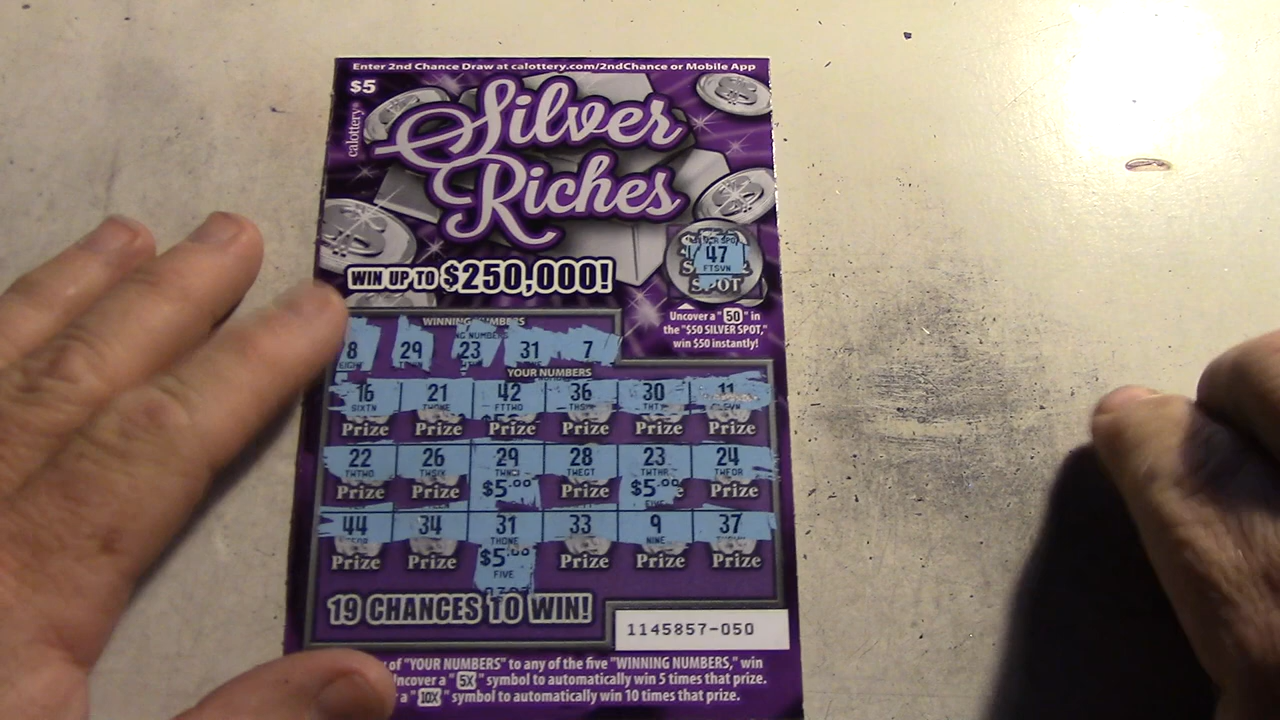 Enter 2nd Chance Draw at calottery.com/2ndChance or Mobile App
$5
calottery
Silver
Riches
WIN UP TO $250,000!
47
FTSVN
SPOT
Uncover a "50" in
the "$50 SILVER SPOT,"
win $50 instantly!
WINNING NUMBERS
8 29 23 31 7
YOUR NUMBERS
16 21 42 36 30 11
SIXTN THONE FTTWO
Prize Prize Prize Prize Prize Prize
22 26 29 28 23 24
TWTWO TWSIX TWEGT TWTHR TWFOR
Prize Prize $5.00 Prize $5.00 Prize
44 34 31 33 9 37
THONE NINE
Prize Prize $5.00 Prize Prize Prize
FIVE
19 CHANCES TO WIN!
1145857-050
of "YOUR NUMBERS" to any of the five "WINNING NUMBERS," win
Uncover a "5X" symbol to automatically win 5 times that prize.
a "10X" symbol to automatically win 10 times that prize.